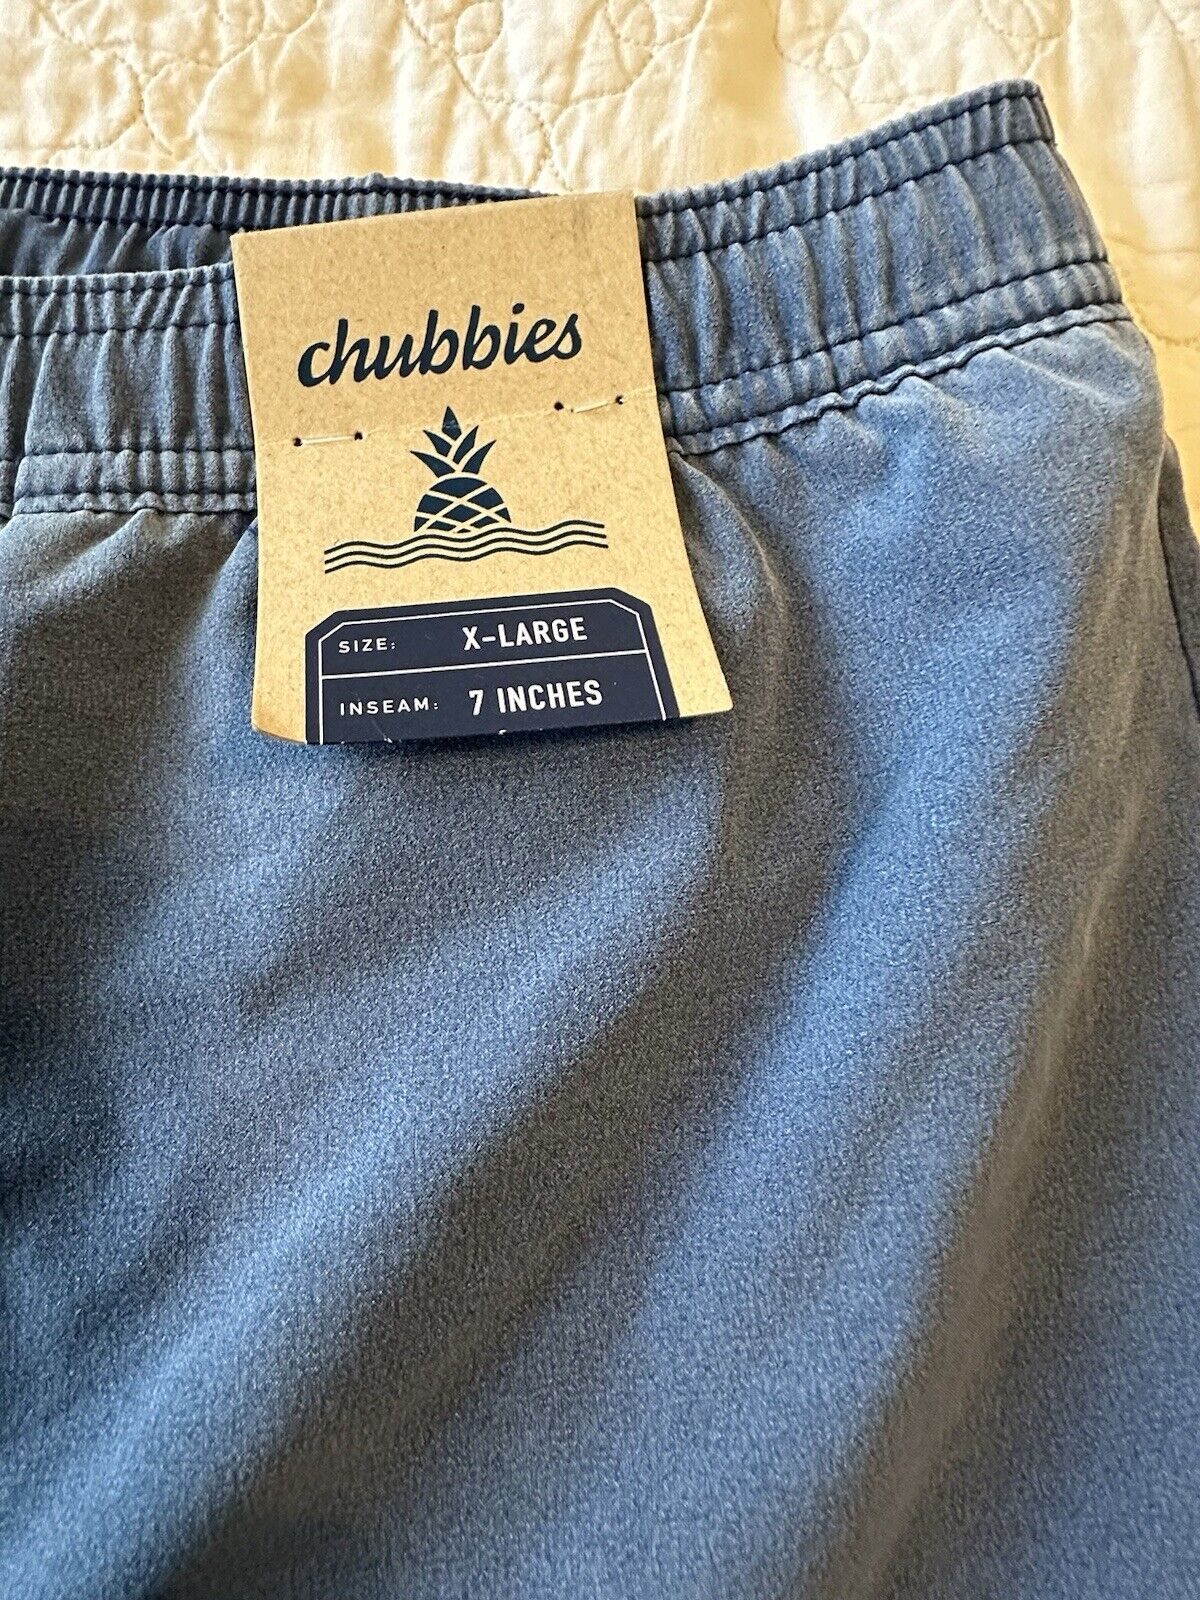 chubbies
SIZE: X-LARGE
INSEAM: 7 INCHES